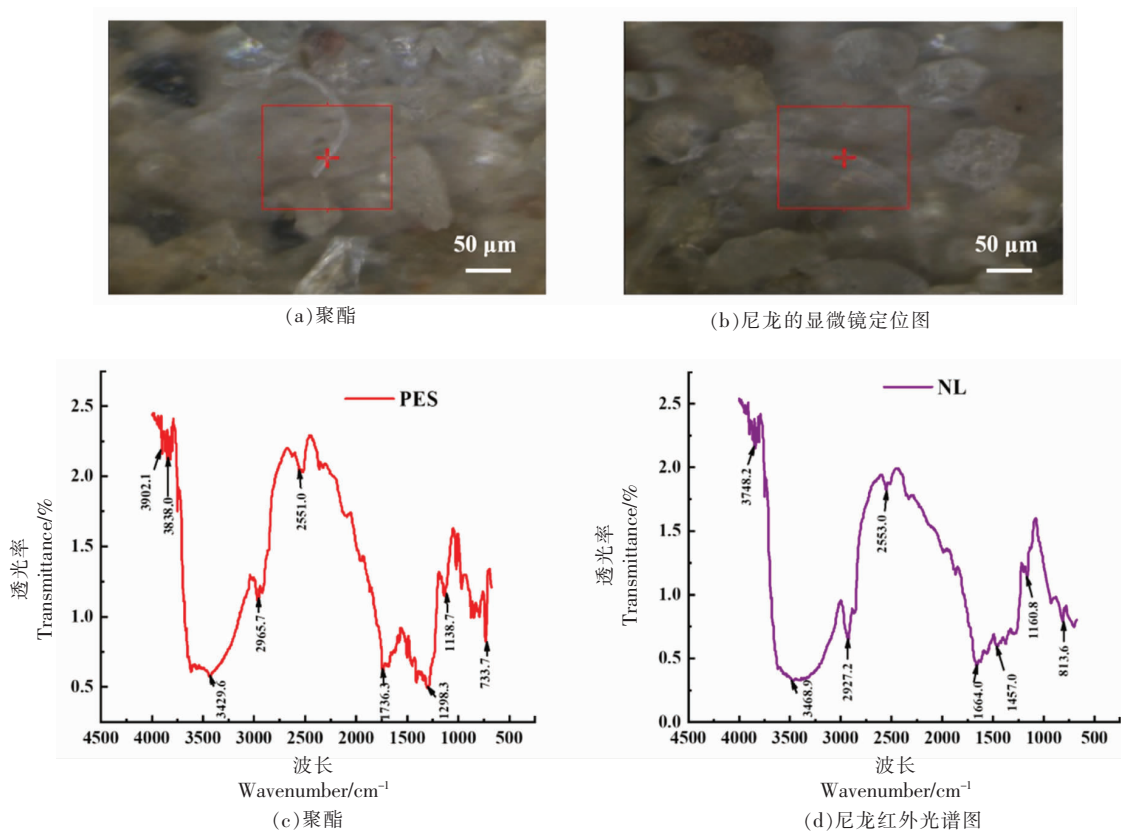 50 μm
50 μm
(a)聚酯
(b)尼龙的显微镜定位图
PES
2.5
2.0
1.5
1.0
0.5
透光率
Transmittance/%
3902.1
3838.0
3429.6
2965.7
2551.0
1736.3
1298.3
1138.7
733.7
4500 4000 3500 3000 2500 2000 1500 1000 500
波长
Wavenumber/cm⁻¹
(c)聚酯
NL
2.5
2.0
1.5
1.0
0.5
0.0
透光率
Transmittance/%
3748.2
3468.9
2927.2
2553.0
1664.0
1457.0
1160.8
813.6
4500 4000 3500 3000 2500 2000 1500 1000 500
波长
Wavenumber/cm⁻¹
(d)尼龙红外光谱图